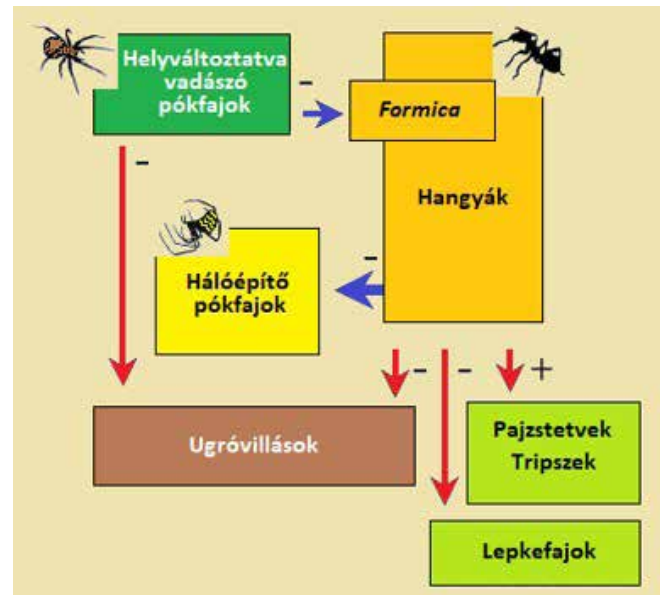 Helyváltoztatva
vadászó
pókfajok
-
Formica
Hangyák
-
-
Hálóépítő
pókfajok
-
-
+
Ugróvillások
Pajzstetvek
Tripszek
Lepkefajok